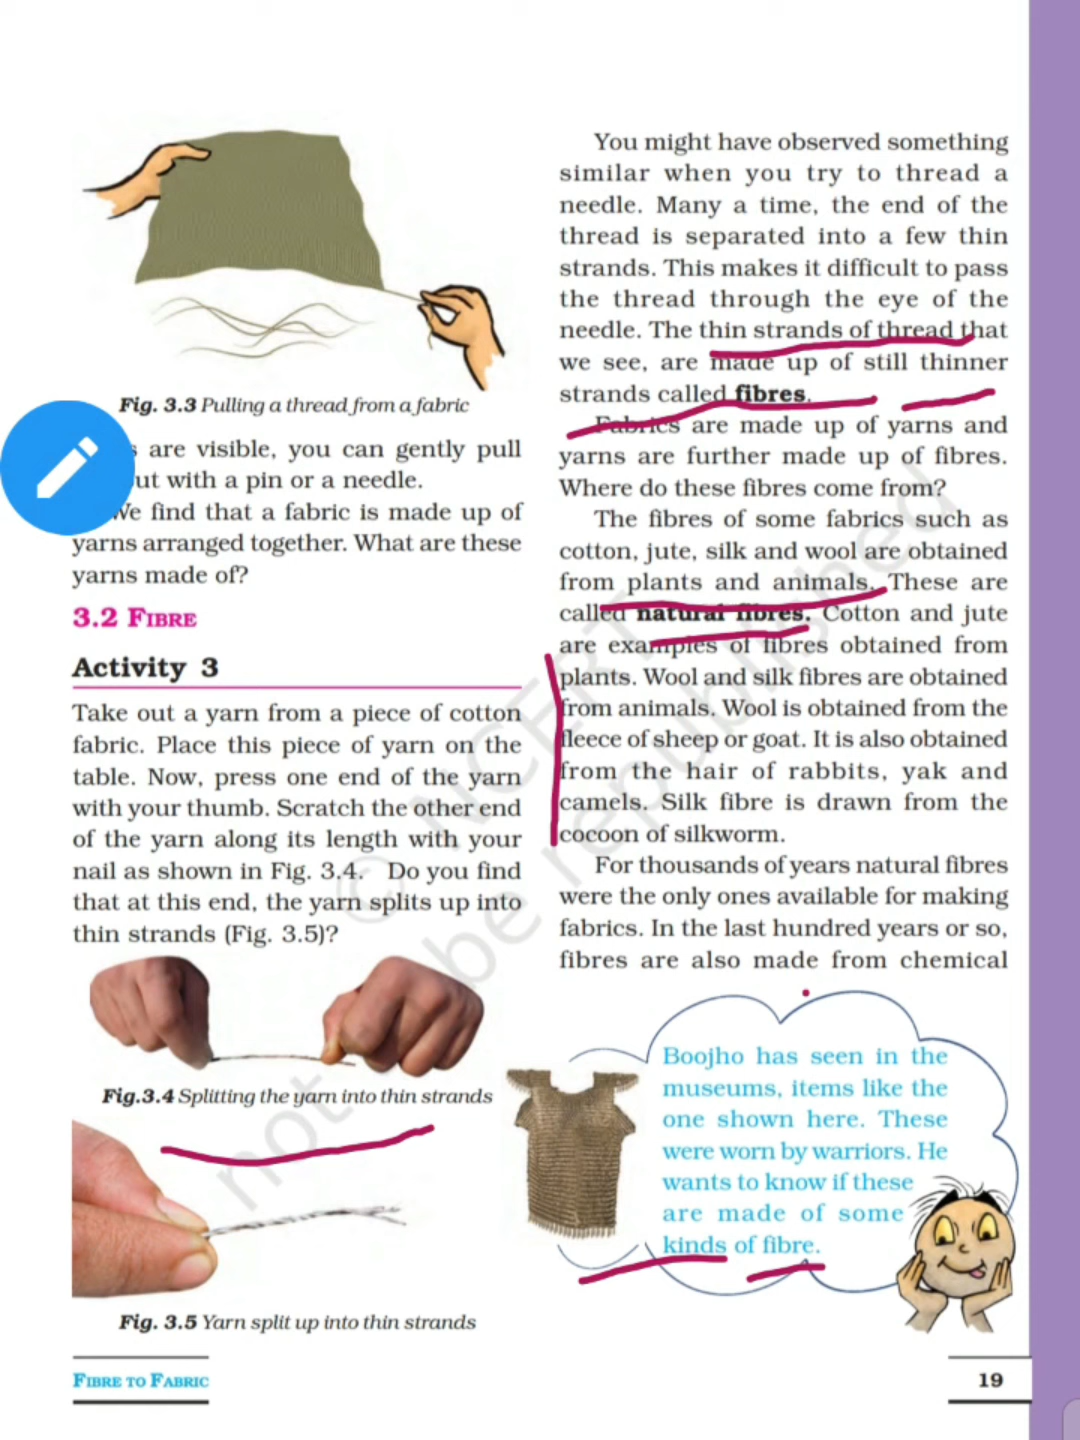 Fig. 3.3 Pulling a thread from a fabric
are visible, you can gently pull
with a pin or a needle.
We find that a fabric is made up of
yarns arranged together. What are these
yarns made of?
3.2 FIBRE
Activity 3
Take out a yarn from a piece of cotton
fabric. Place this piece of yarn on the
table. Now, press one end of the yarn
with your thumb. Scratch the other end
of the yarn along its length with your
nail as shown in Fig. 3.4. Do you find
that at this end, the yarn splits up into
thin strands (Fig. 3.5)?
Fig.3.4 Splitting the yarn into thin strands
Fig. 3.5 Yarn split up into thin strands
You might have observed something
similar when you try to thread a
needle. Many a time, the end of the
thread is separated into a few thin
strands. This makes it difficult to pass
the thread through the eye of the
needle. The thin strands of thread that
we see, are made up of still thinner
strands called fibres.
Fabrics are made up of yarns and
yarns are further made up of fibres.
Where do these fibres come from?
The fibres of some fabrics such as
cotton, jute, silk and wool are obtained
from plants and animals. These are
called natural fibres. Cotton and jute
are examples of fibres obtained from
plants. Wool and silk fibres are obtained
from animals. Wool is obtained from the
fleece of sheep or goat. It is also obtained
from the hair of rabbits, yak and
camels. Silk fibre is drawn from the
cocoon of silkworm.
For thousands of years natural fibres
were the only ones available for making
fabrics. In the last hundred years or so,
fibres are also made from chemical
Boojho has seen in the
museums, items like the
one shown here. These
were worn by warriors. He
wants to know if these
are made of some
kinds of fibre.
FIBRE TO FABRIC
19
© NCERT
not be republished